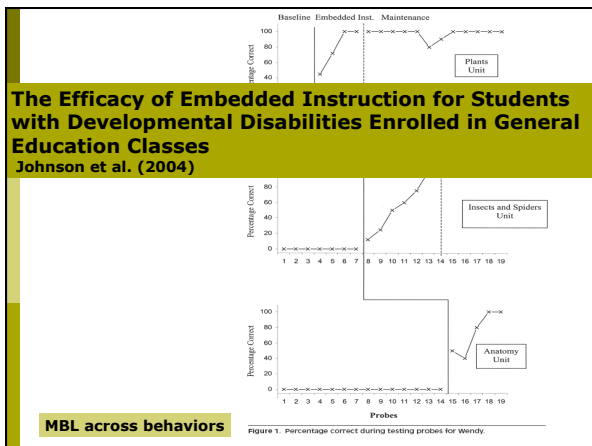 Baseline Embedded Inst. Maintenance
100
80
60
40
Plants
Unit
The Efficacy of Embedded Instruction for Students
with Developmental Disabilities Enrolled in General
Education Classes
Johnson et al. (2004)
Percentage Correct
80
60
40
20
0
Insects and Spiders
Unit
1 2 3 4 5 6 7 8 9 10 11 12 13 14 15 16 17 18 19
Percentage Correct
100
80
60
40
20
0
Anatomy
Unit
1 2 3 4 5 6 7 8 9 10 11 12 13 14 15 16 17 18 19
Probes
MBL across behaviors
Figure 1. Percentage correct during testing probes for Wendy.